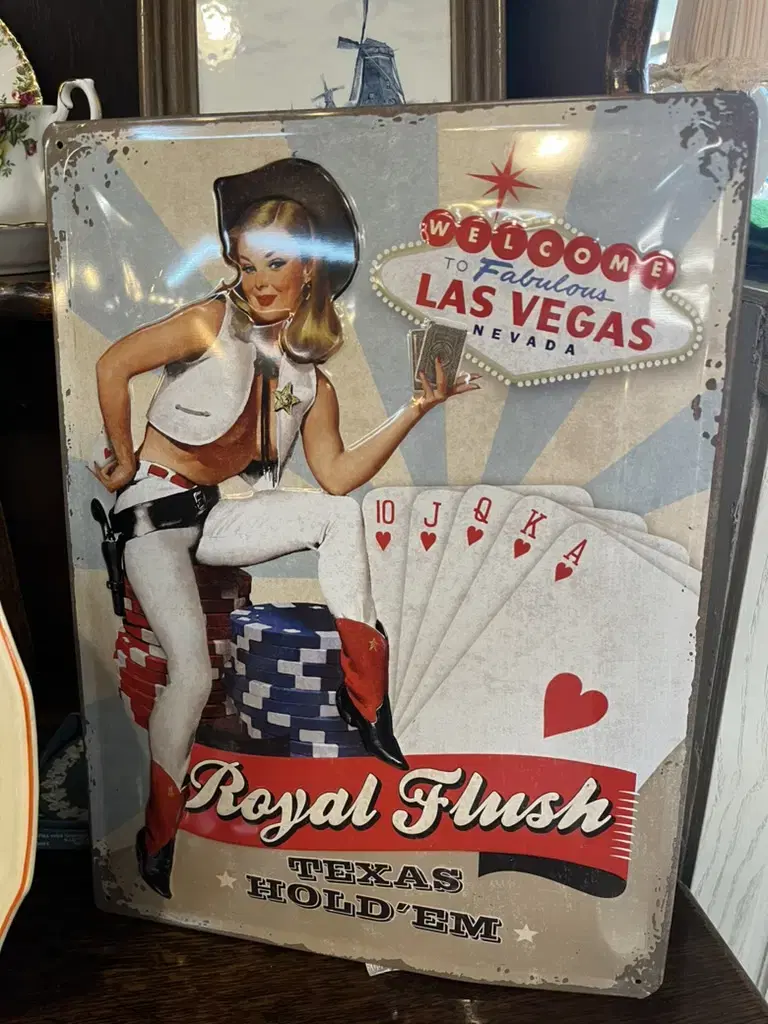 WELCOME
TO Fabulous
LAS VEGAS
NEVADA
10 J Q K A
Royal Flush
TEXAS
HOLD'EM